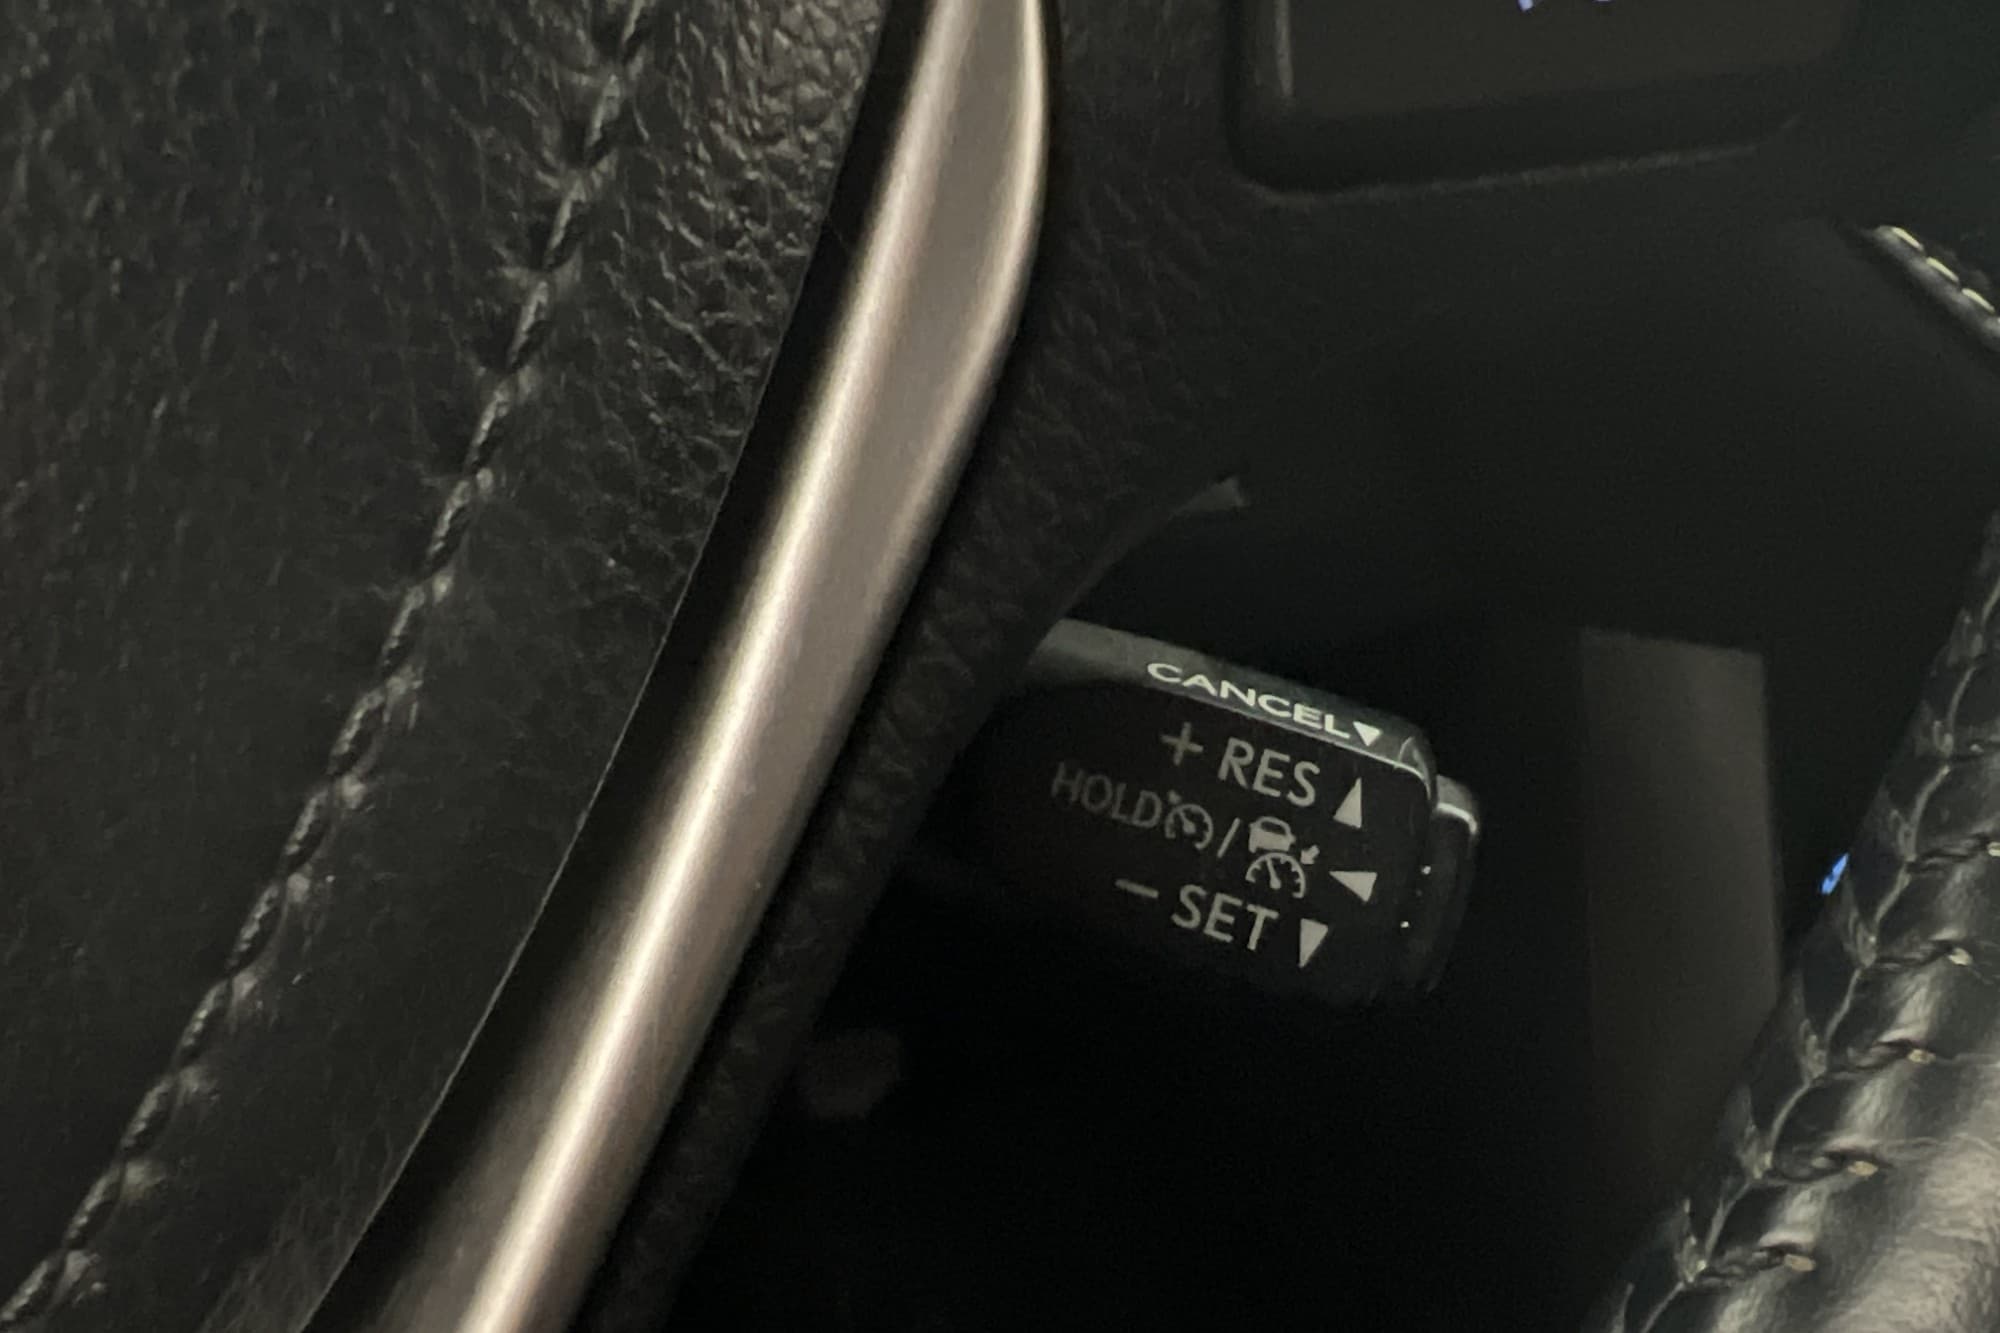 CANCEL▼
+ RES ▲
HOLD / ◀
− SET ▼